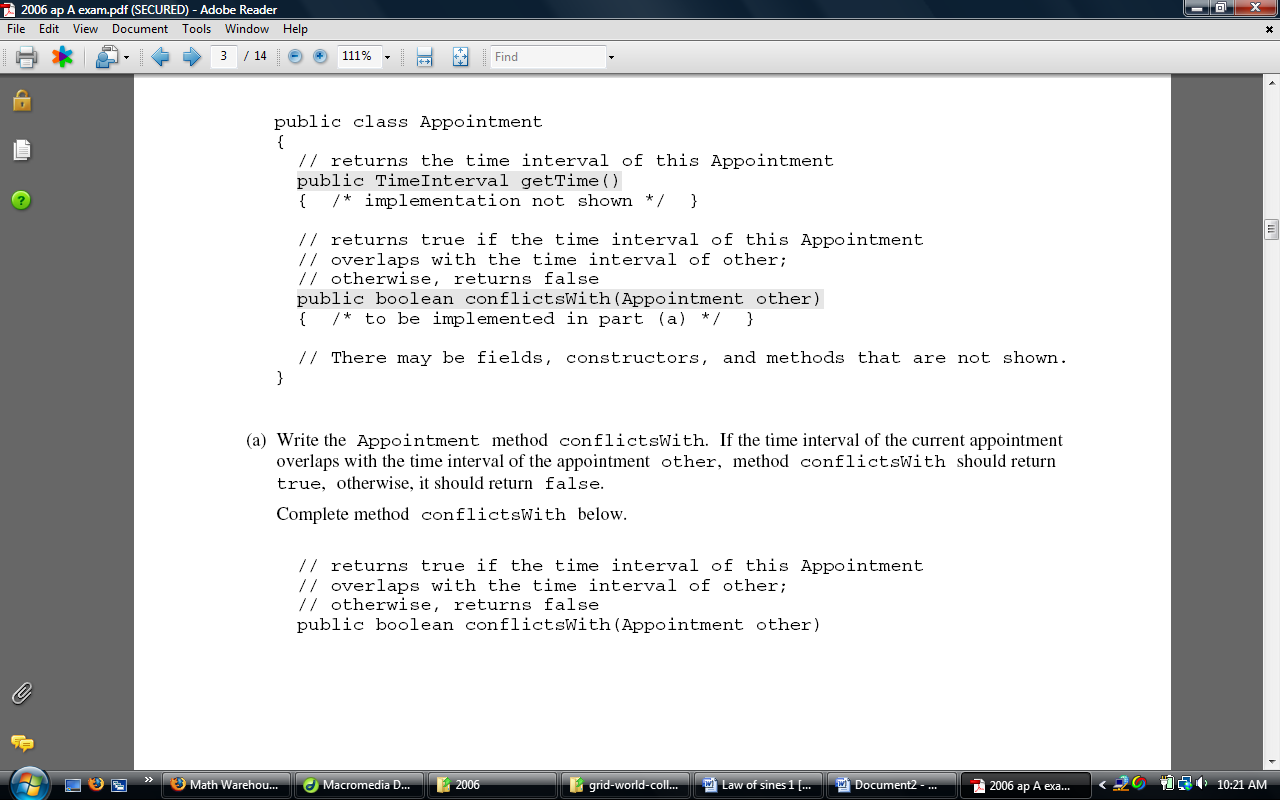 2006 ap A exam.pdf (SECURED) - Adobe Reader
File Edit View Document Tools Window Help
3 / 14 111% Find
public class Appointment
{
// returns the time interval of this Appointment
public TimeInterval getTime()
{ /* implementation not shown */ }
// returns true if the time interval of this Appointment
// overlaps with the time interval of other;
// otherwise, returns false
public boolean conflictsWith(Appointment other)
{ /* to be implemented in part (a) */ }
// There may be fields, constructors, and methods that are not shown.
}
(a) Write the Appointment method conflictsWith. If the time interval of the current appointment
overlaps with the time interval of the appointment other, method conflictsWith should return
true, otherwise, it should return false.
Complete method conflictsWith below.
// returns true if the time interval of this Appointment
// overlaps with the time interval of other;
// otherwise, returns false
public boolean conflictsWith(Appointment other)
» Math Warehou... Macromedia D... 2006 grid-world-coll... Law of sines 1 [... Document2 - ... 2006 ap A exa... < 10:21 AM